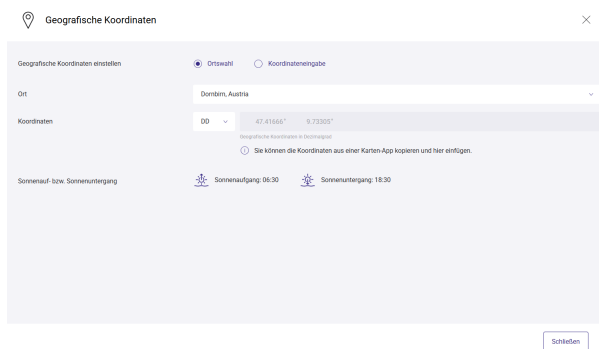 Geografische Koordinaten
Geografische Koordinaten einstellen
Ortswahl
Koordinateneingabe
Ort
Dornbirn, Austria
Koordinaten
DD
47.41666°
9.73305°
Geografische Koordinaten in Dezimalgrad
Sie können die Koordinaten aus einer Karten-App kopieren und hier einfügen.
Sonnenauf- bzw. Sonnenuntergang
Sonnenaufgang: 06:30
Sonnenuntergang: 18:30
Schließen